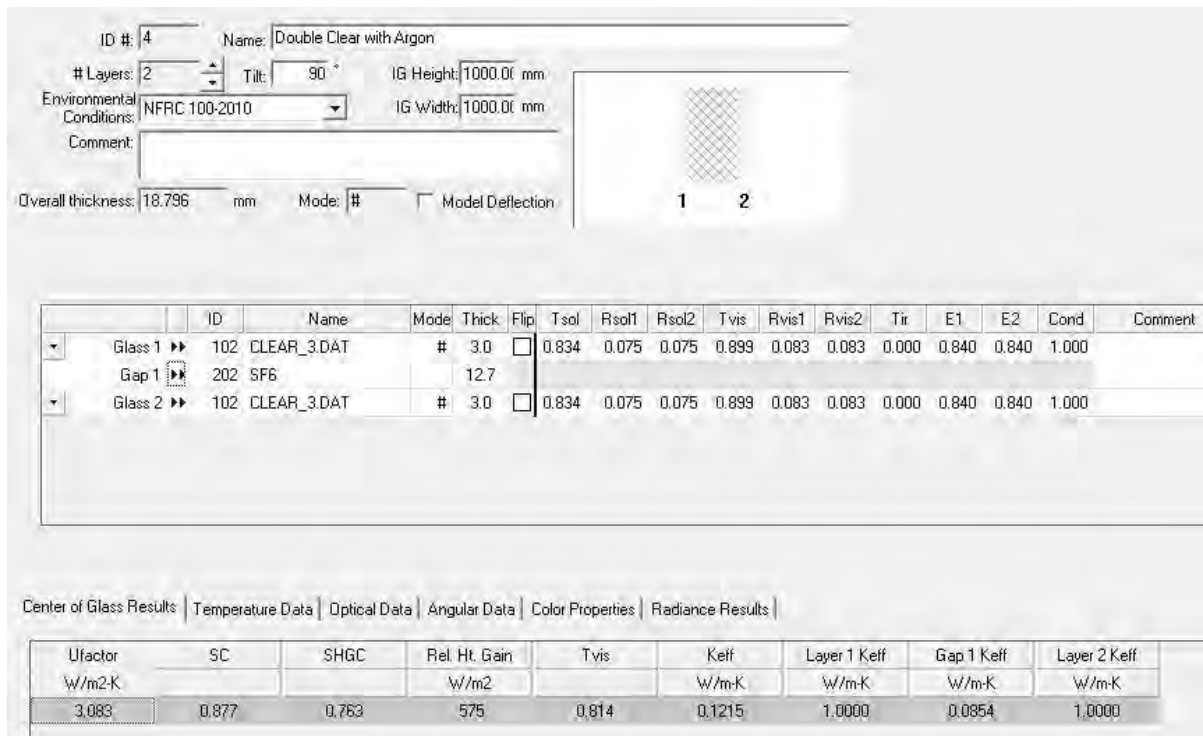 ID #: 4 Name: Double Clear with Argon
# Layers: 2 Tilt: 90 ° IG Height: 1000.0( mm
Environmental Conditions: NFRC 100-2010 IG Width: 1000.0( mm
Comment:
Overall thickness: 18.796 mm Mode: # Model Deflection
1 2
ID Name Mode Thick Flip Tsol Rsol1 Rsol2 Tvis Rvis1 Rvis2 Tir E1 E2 Cond Comment
Glass 1 102 CLEAR_3.DAT # 3.0 0.834 0.075 0.075 0.899 0.083 0.083 0.000 0.840 0.840 1.000
Gap 1 202 SF6 12.7
Glass 2 102 CLEAR_3.DAT # 3.0 0.834 0.075 0.075 0.899 0.083 0.083 0.000 0.840 0.840 1.000
Center of Glass Results Temperature Data Optical Data Angular Data Color Properties Radiance Results
Ufactor SC SHGC Rel. Ht. Gain Tvis Keff Layer 1 Keff Gap 1 Keff Layer 2 Keff
W/m2-K W/m2 W/m-K W/m-K W/m-K W/m-K
3.083 0.877 0.763 575 0.814 0.1215 1.0000 0.0854 1.0000